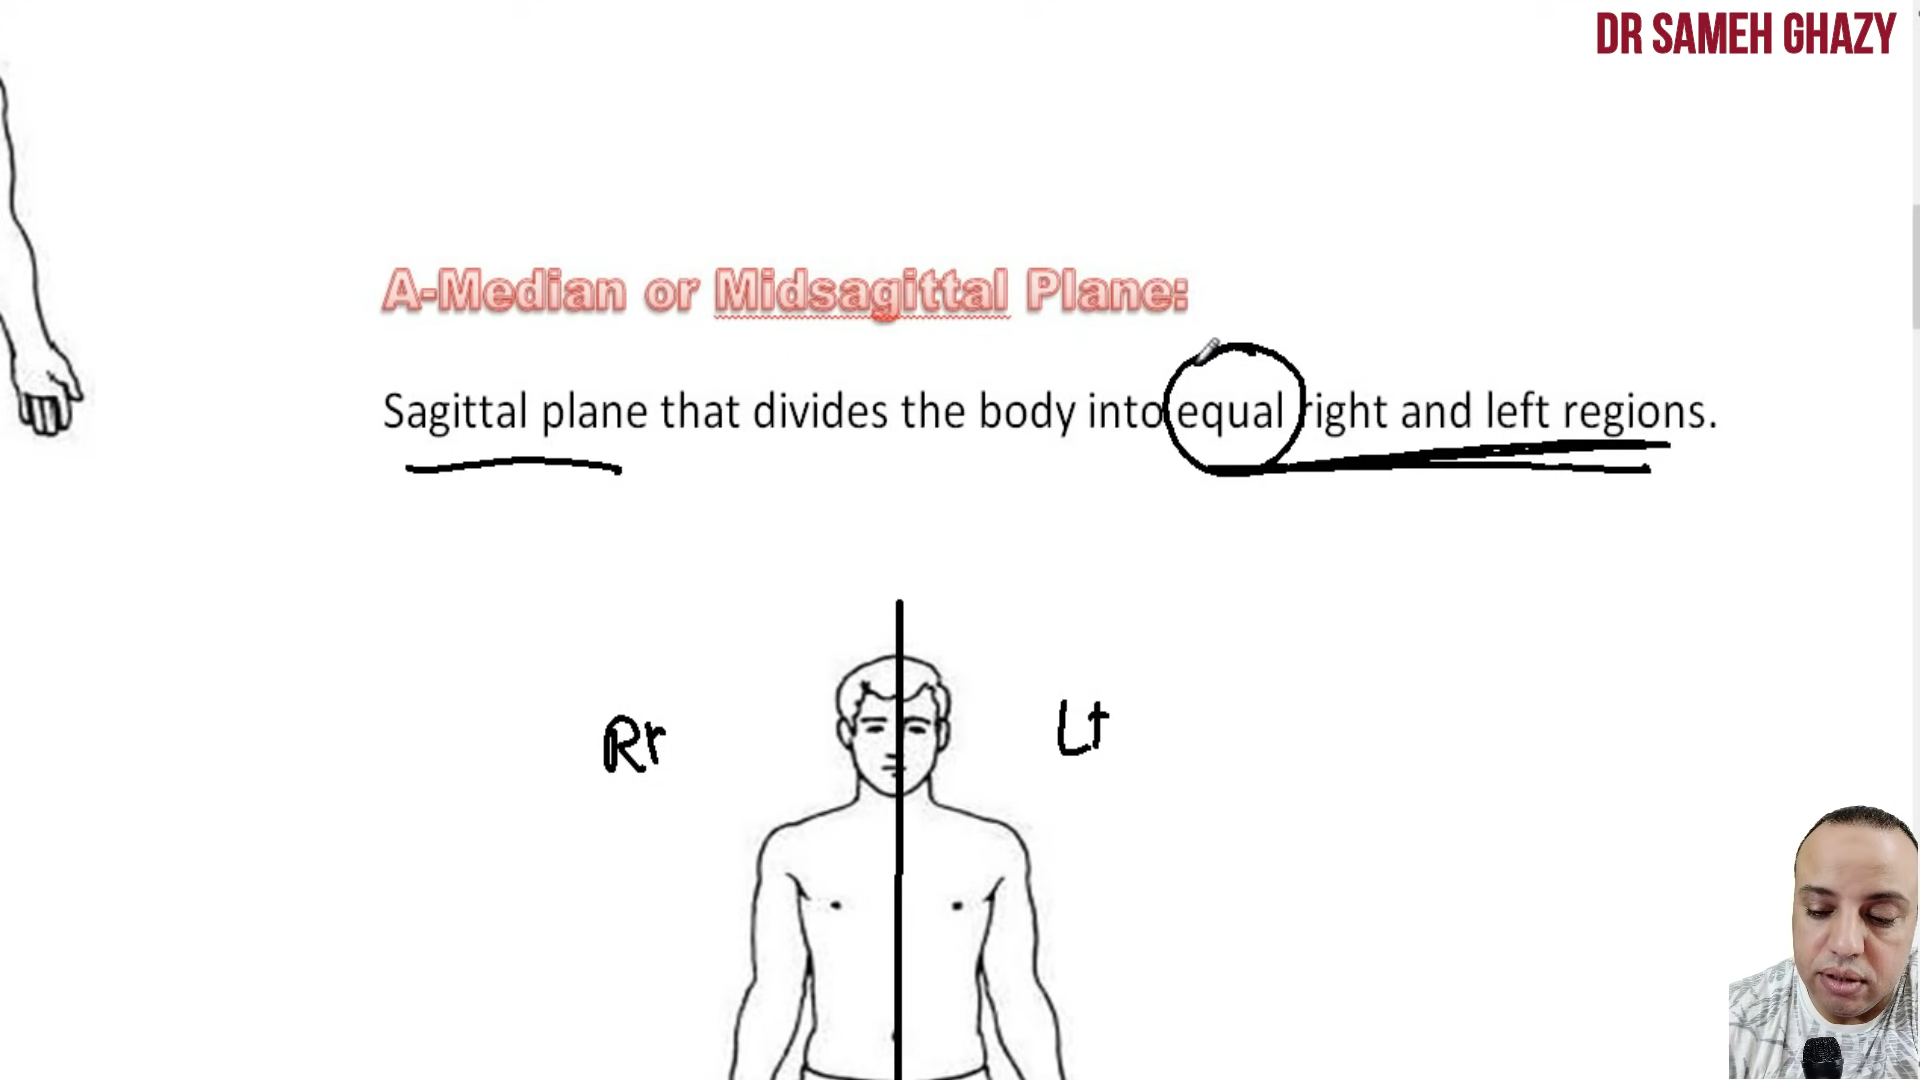 DR SAMEH GHAZY
A-Median or Midsagittal Plane:
Sagittal plane that divides the body into equal right and left regions.
Rr
Lt